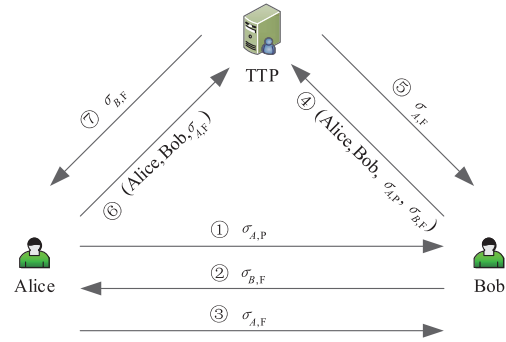 TTP
⑦ σB,F
⑤ σA,F
⑥ (Alice,Bob,σA,F)
④ (Alice,Bob, σA,P, σB,F)
① σA,P
② σB,F
③ σA,F
Alice
Bob